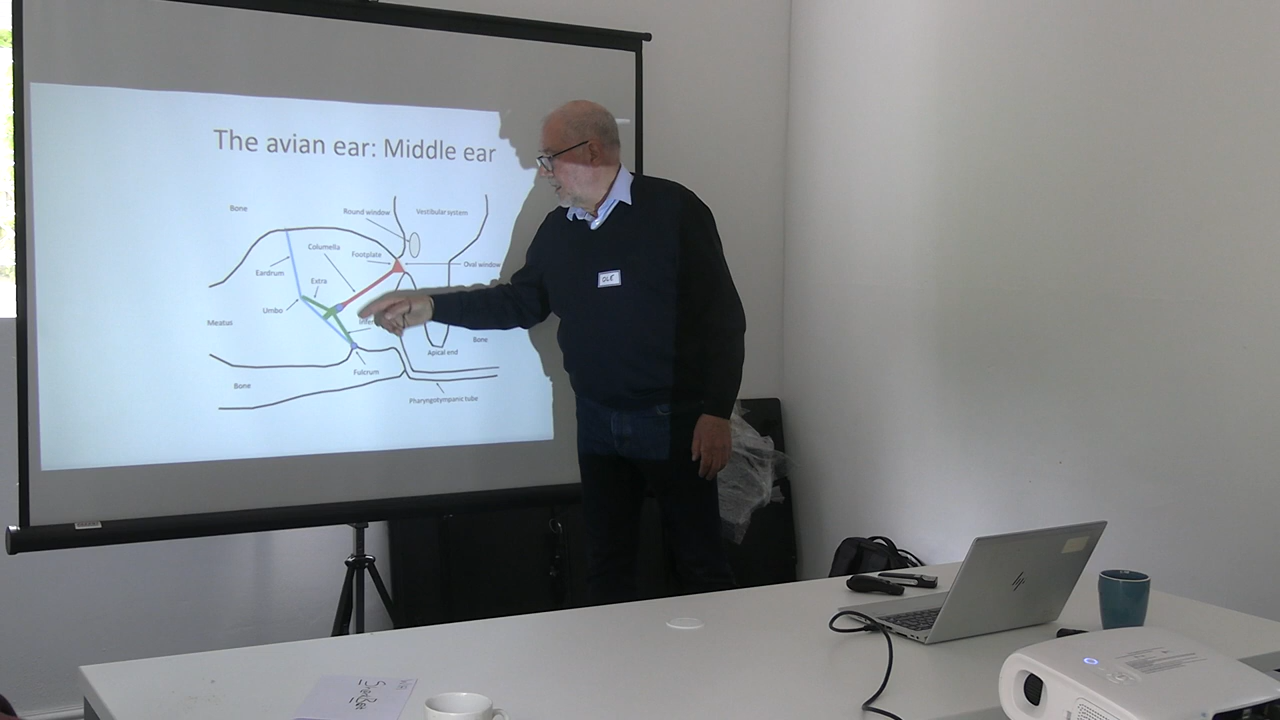 The avian ear: Middle ear
Bone
Round window
Vestibular system
Columella
Footplate
Oval window
Eardrum
Extra
Umbo
Meatus
Bone
Apical end
Fulcrum
Bone
Pharyngotympanic tube
OLE
hp